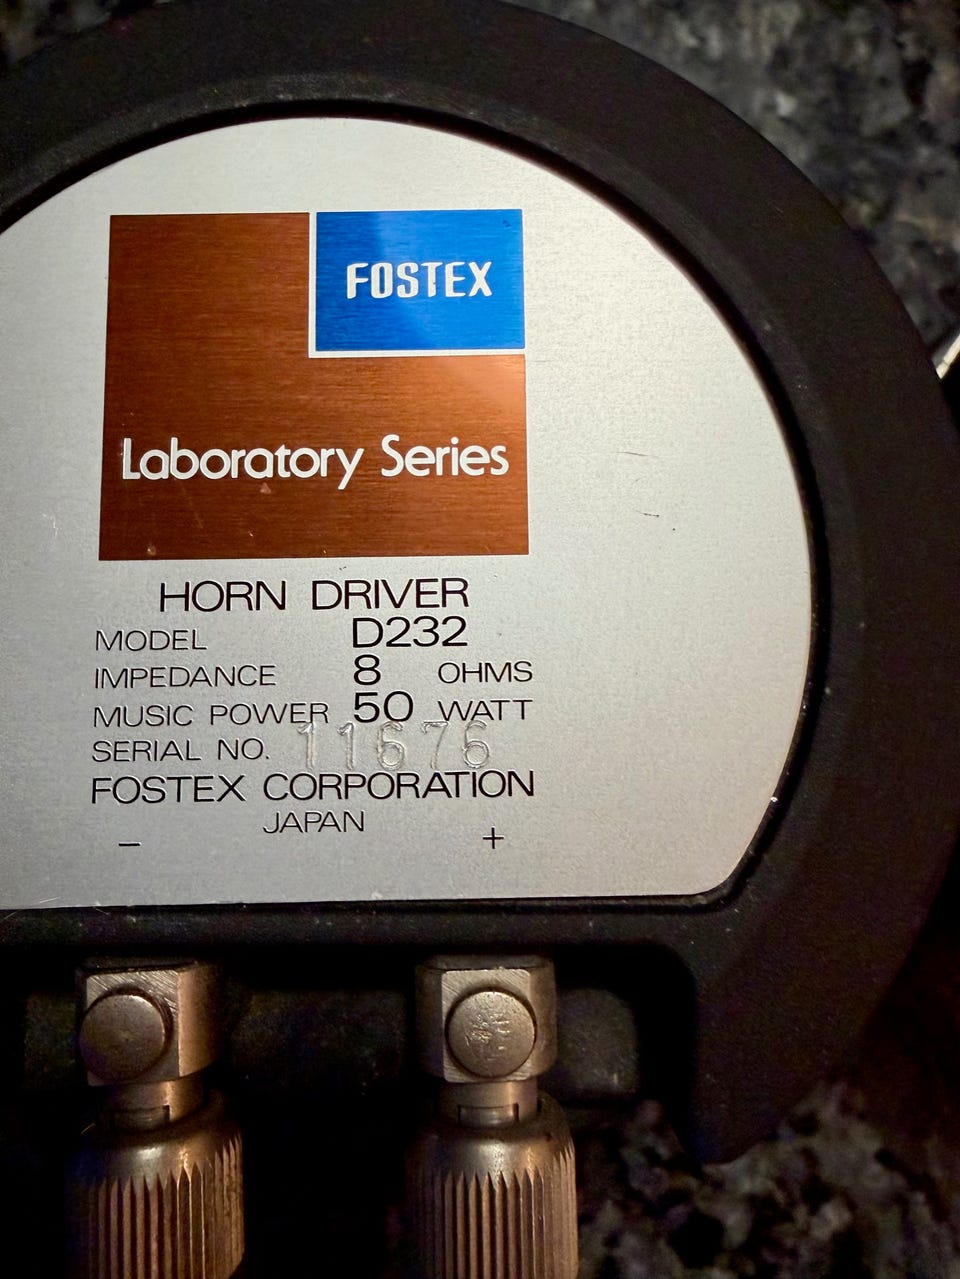 FOSTEX
Laboratory Series
HORN DRIVER
MODEL D232
IMPEDANCE 8 OHMS
MUSIC POWER 50 WATT
SERIAL NO. 11676
FOSTEX CORPORATION
JAPAN
− +